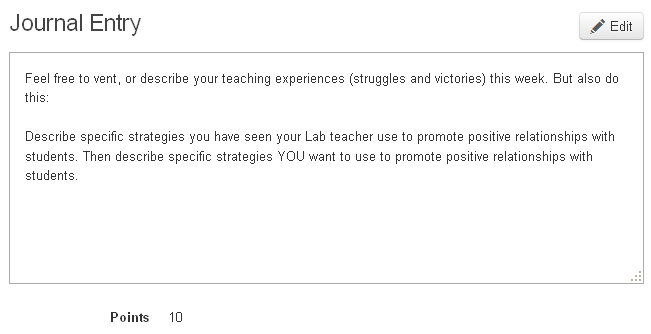 Journal Entry
Edit
Feel free to vent, or describe your teaching experiences (struggles and victories) this week. But also do
this:
Describe specific strategies you have seen your Lab teacher use to promote positive relationships with
students. Then describe specific strategies YOU want to use to promote positive relationships with
students.
Points 10